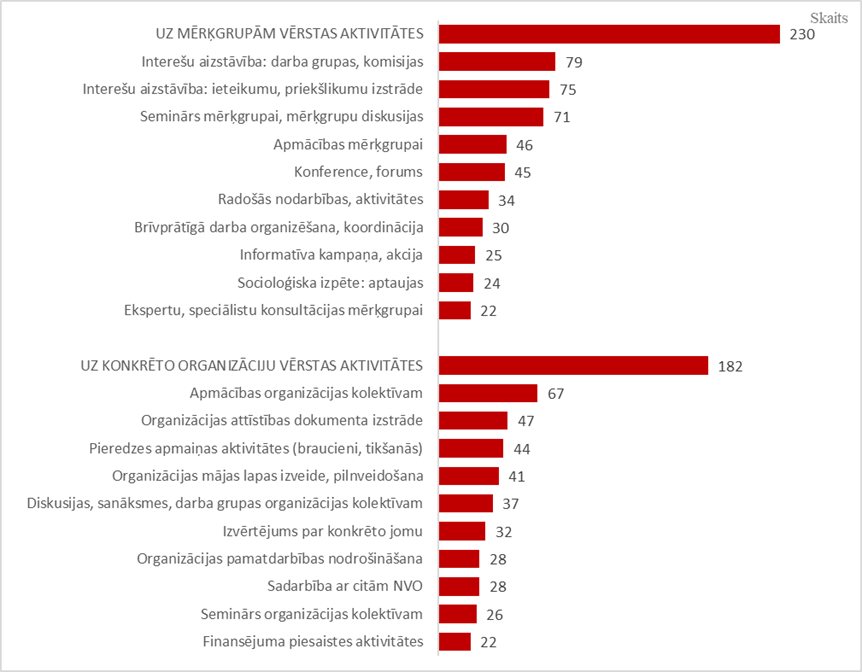 Skaits
UZ MĒRĶGRUPĀM VĒRSTAS AKTIVITĀTES 230
Interešu aizstāvība: darba grupas, komisijas 79
Interešu aizstāvība: ieteikumu, priekšlikumu izstrāde 75
Seminārs mērķgrupai, mērķgrupu diskusijas 71
Apmācības mērķgrupai 46
Konference, forums 45
Radošās nodarbības, aktivitātes 34
Brīvprātīgā darba organizēšana, koordinācija 30
Informatīva kampaņa, akcija 25
Socioloģiska izpēte: aptaujas 24
Ekspertu, speciālistu konsultācijas mērķgrupai 22
UZ KONKRĒTO ORGANIZĀCIJU VĒRSTAS AKTIVITĀTES 182
Apmācības organizācijas kolektīvam 67
Organizācijas attīstības dokumenta izstrāde 47
Pieredzes apmaiņas aktivitātes (braucieni, tikšanās) 44
Organizācijas mājas lapas izveide, pilnveidošana 41
Diskusijas, sanāksmes, darba grupas organizācijas kolektīvam 37
Izvērtējums par konkrēto jomu 32
Organizācijas pamatdarbības nodrošināšana 28
Sadarbība ar citām NVO 28
Seminārs organizācijas kolektīvam 26
Finansējuma piesaistes aktivitātes 22